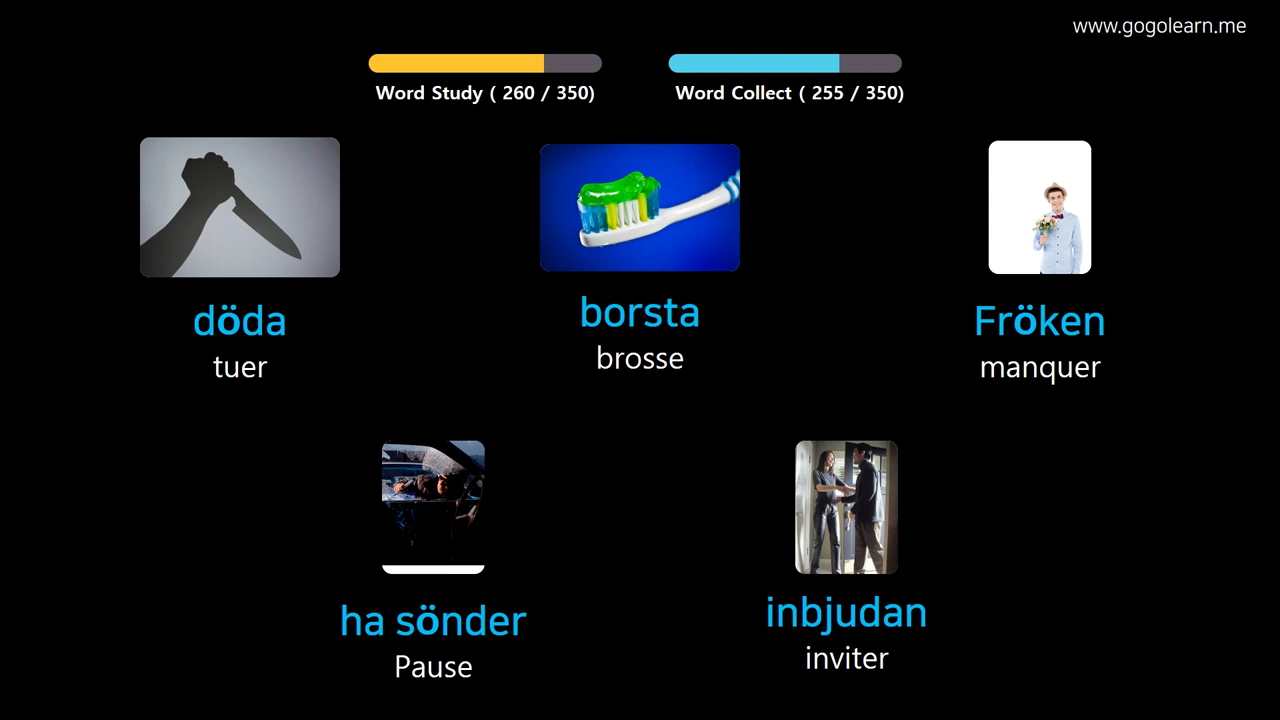 www.gogolearn.me
Word Study ( 260 / 350)
Word Collect ( 255 / 350)
döda
tuer
borsta
brosse
Fröken
manquer
ha sönder
Pause
inbjudan
inviter